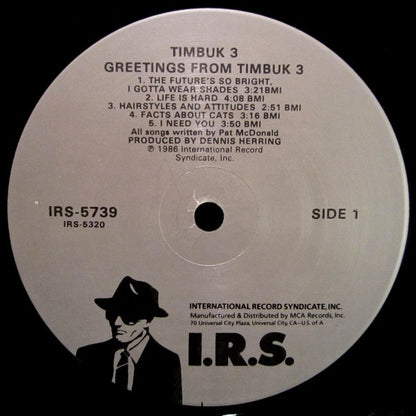 TIMBUK 3
GREETINGS FROM TIMBUK 3
1. THE FUTURE'S SO BRIGHT,
I GOTTA WEAR SHADES 3:21BMI
2. LIFE IS HARD 4:08 BMI
3. HAIRSTYLES AND ATTITUDES 2:51 BMI
4. FACTS ABOUT CATS 3:16 BMI
5. I NEED YOU 3:50 BMI
All songs written by Pat McDonald
PRODUCED BY DENNIS HERRING
℗ 1986 International Record
Syndicate, Inc.
IRS-5739 SIDE 1
IRS-5320
INTERNATIONAL RECORD SYNDICATE, INC.
Manufactured & Distributed by MCA Records, Inc.
70 Universal City Plaza, Universal City, CA-U.S. of A
I.R.S.